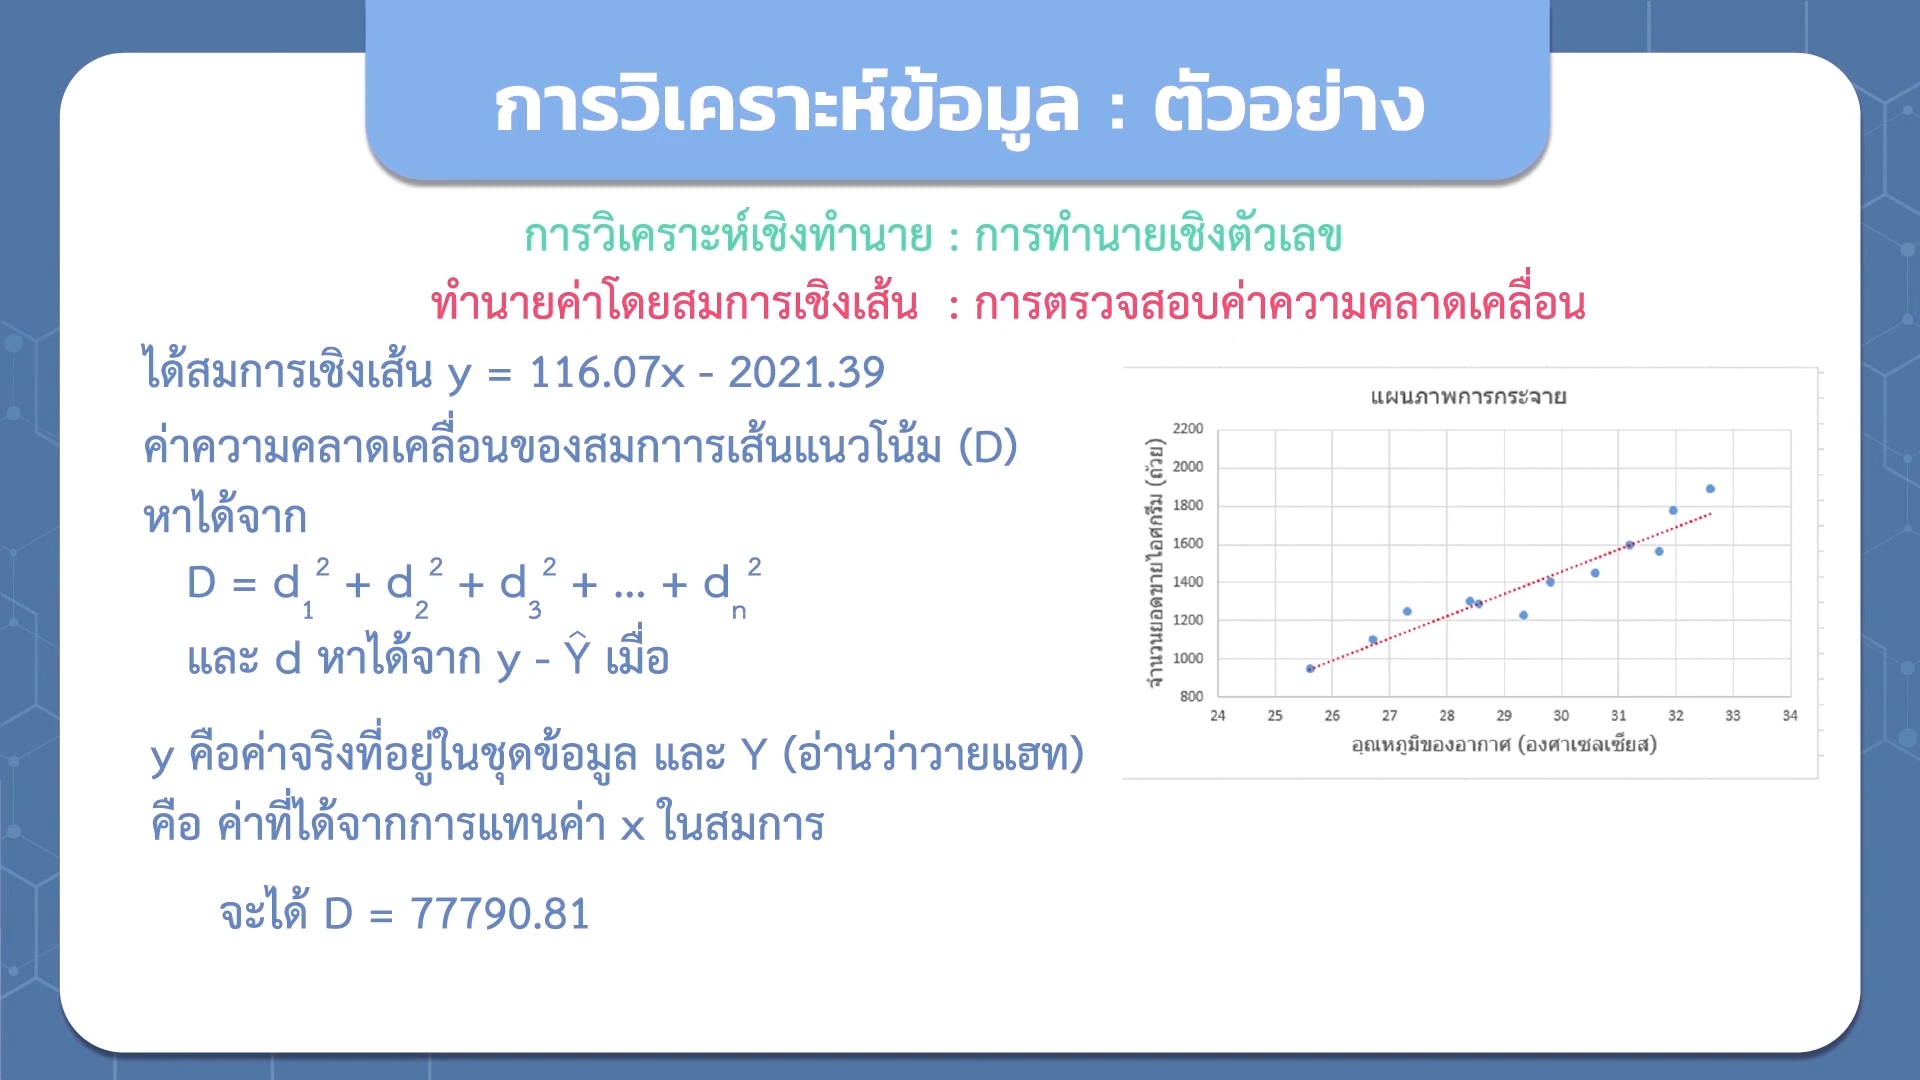 การวิเคราะห์ข้อมูล : ตัวอย่าง
การวิเคราะห์เชิงทำนาย : การทำนายเชิงตัวเลข
ทำนายค่าโดยสมการเชิงเส้น : การตรวจสอบค่าความคลาดเคลื่อน
ได้สมการเชิงเส้น y = 116.07x - 2021.39
ค่าความคลาดเคลื่อนของสมกาารเส้นแนวโน้ม (D)
หาได้จาก
D = d₁² + d₂² + d₃² + ... + dₙ²
และ d หาได้จาก y - Ŷ เมื่อ
y คือค่าจริงที่อยู่ในชุดข้อมูล และ Y (อ่านว่าวายแฮท)
คือ ค่าที่ได้จากการแทนค่า x ในสมการ
จะได้ D = 77790.81
แผนภาพการกระจาย
จำนวนยอดขายไอศกรีม (ถ้วย)
2200
2000
1800
1600
1400
1200
1000
800
24 25 26 27 28 29 30 31 32 33 34
อุณหภูมิของอากาศ (องศาเซลเซียส)